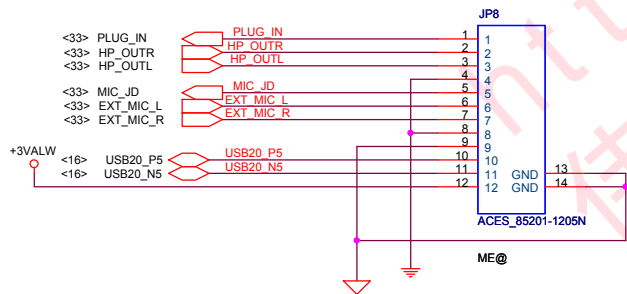 JP8
<33> PLUG_IN PLUG_IN 1 1
<33> HP_OUTR HP_OUTR 2 2
<33> HP_OUTL HP_OUTL 3 3
4 4
<33> MIC_JD MIC_JD 5 5
<33> EXT_MIC_L EXT_MIC_L 6 6
<33> EXT_MIC_R EXT_MIC_R 7 7
8 8
+3VALW 9 9
<16> USB20_P5 USB20_P5 10 10
<16> USB20_N5 USB20_N5 11 11 GND 13
12 12 GND 14
ACES_85201-1205N
ME@
htt